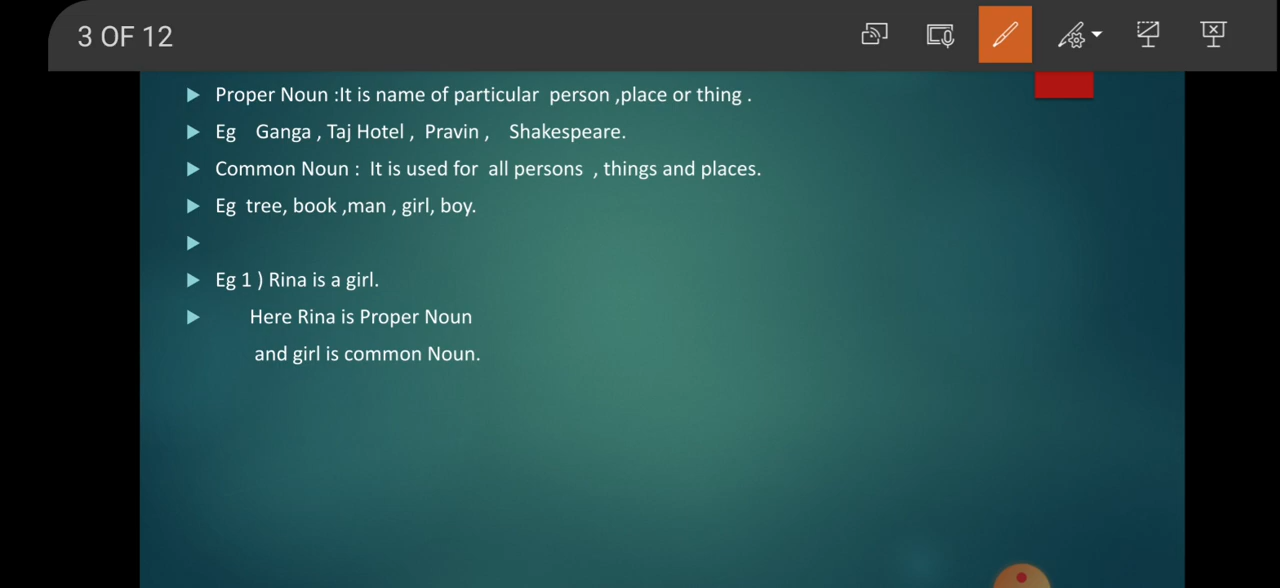 3 OF 12
Proper Noun :It is name of particular person ,place or thing .
Eg Ganga , Taj Hotel , Pravin , Shakespeare.
Common Noun : It is used for all persons , things and places.
Eg tree, book ,man , girl, boy.
Eg 1 ) Rina is a girl.
Here Rina is Proper Noun
and girl is common Noun.